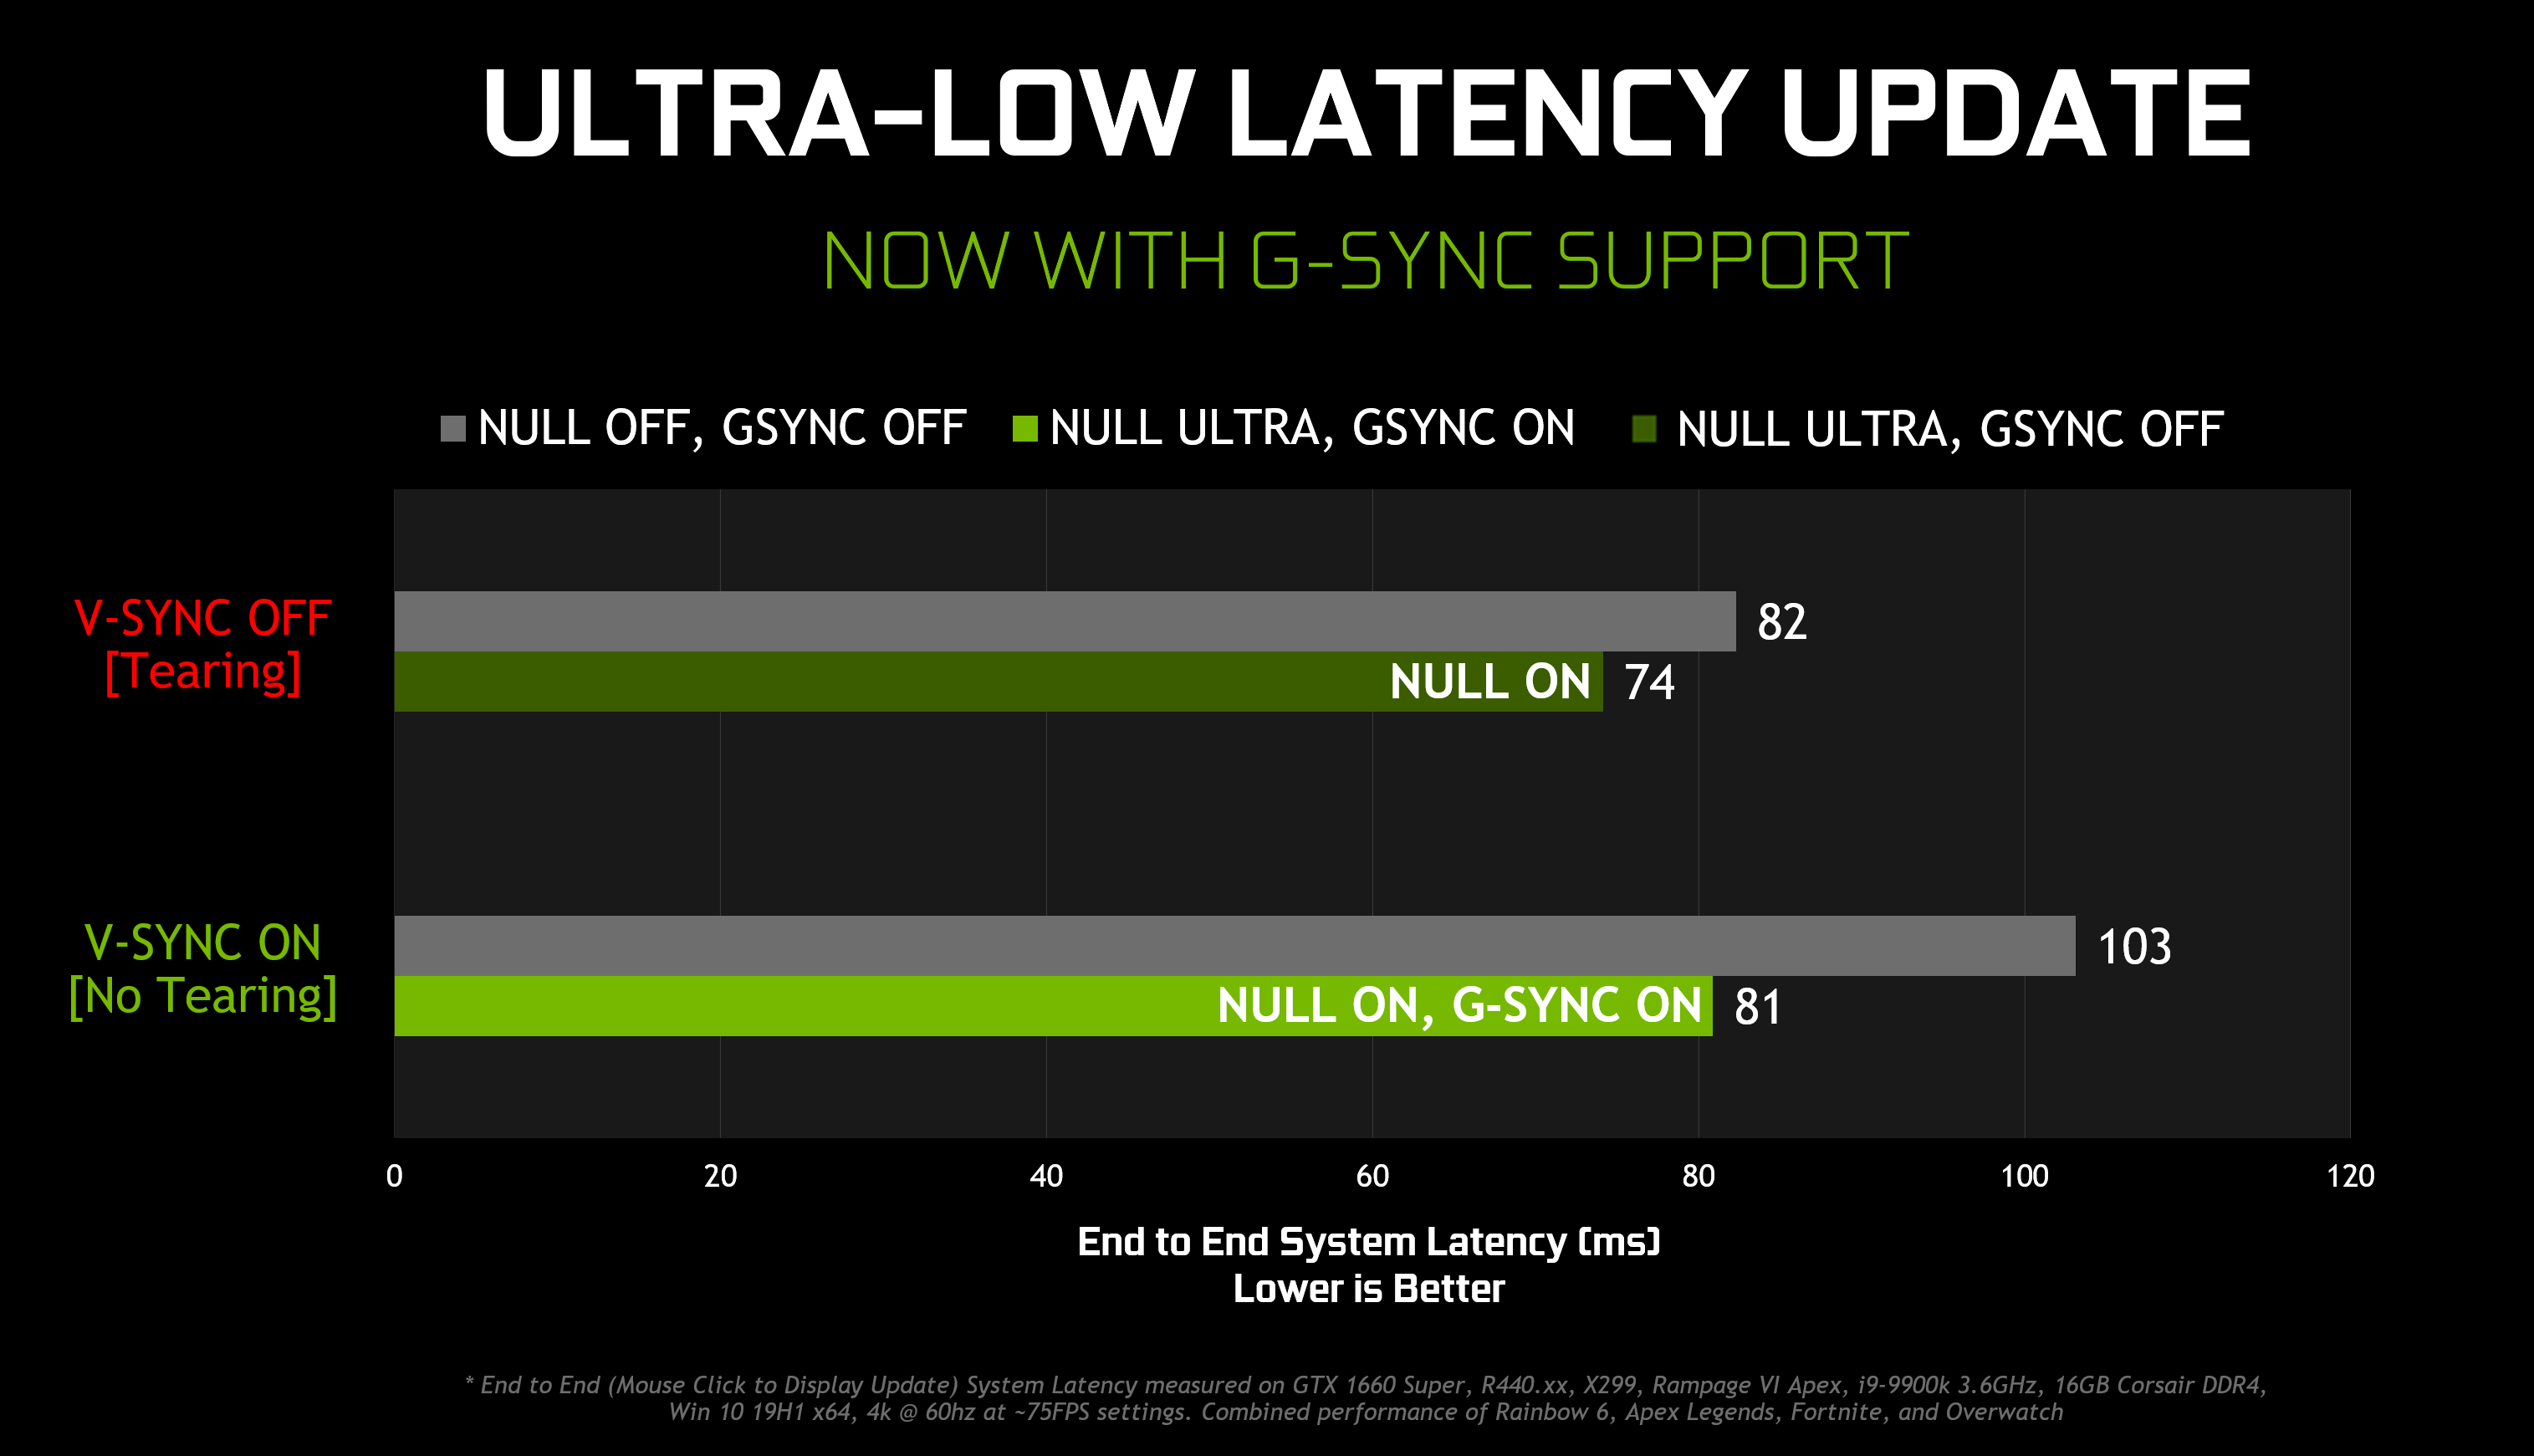 ULTRA-LOW LATENCY UPDATE
NOW WITH G-SYNC SUPPORT
NULL OFF, GSYNC OFF NULL ULTRA, GSYNC ON NULL ULTRA, GSYNC OFF
V-SYNC OFF
[Tearing]
82
NULL ON 74
V-SYNC ON
[No Tearing]
103
NULL ON, G-SYNC ON 81
0 20 40 60 80 100 120
End to End System Latency (ms)
Lower is Better
* End to End (Mouse Click to Display Update) System Latency measured on GTX 1660 Super, R440.xx, X299, Rampage VI Apex, i9-9900k 3.6GHz, 16GB Corsair DDR4,
Win 10 19H1 x64, 4k @ 60hz at ~75FPS settings. Combined performance of Rainbow 6, Apex Legends, Fortnite, and Overwatch